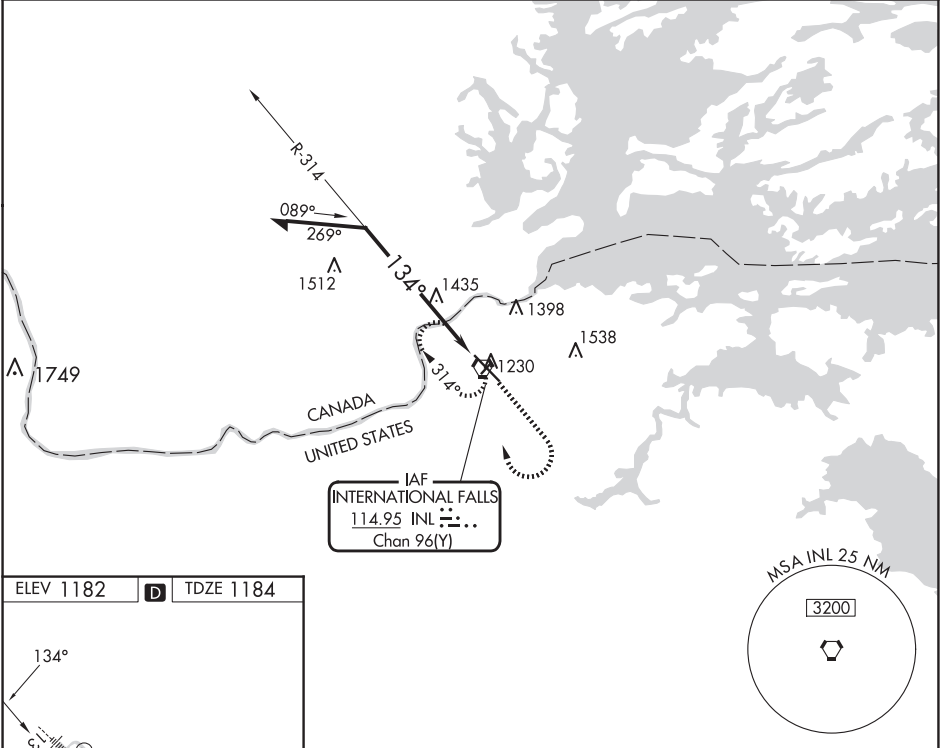 R-314
089°
269°
134°
1512
1435
1398
1538
1230
314°
1749
CANADA
UNITED STATES
IAF
INTERNATIONAL FALLS
114.95 INL
Chan 96(Y)
MSA INL 25 NM
3200
ELEV 1182 D TDZE 1184
134°
13